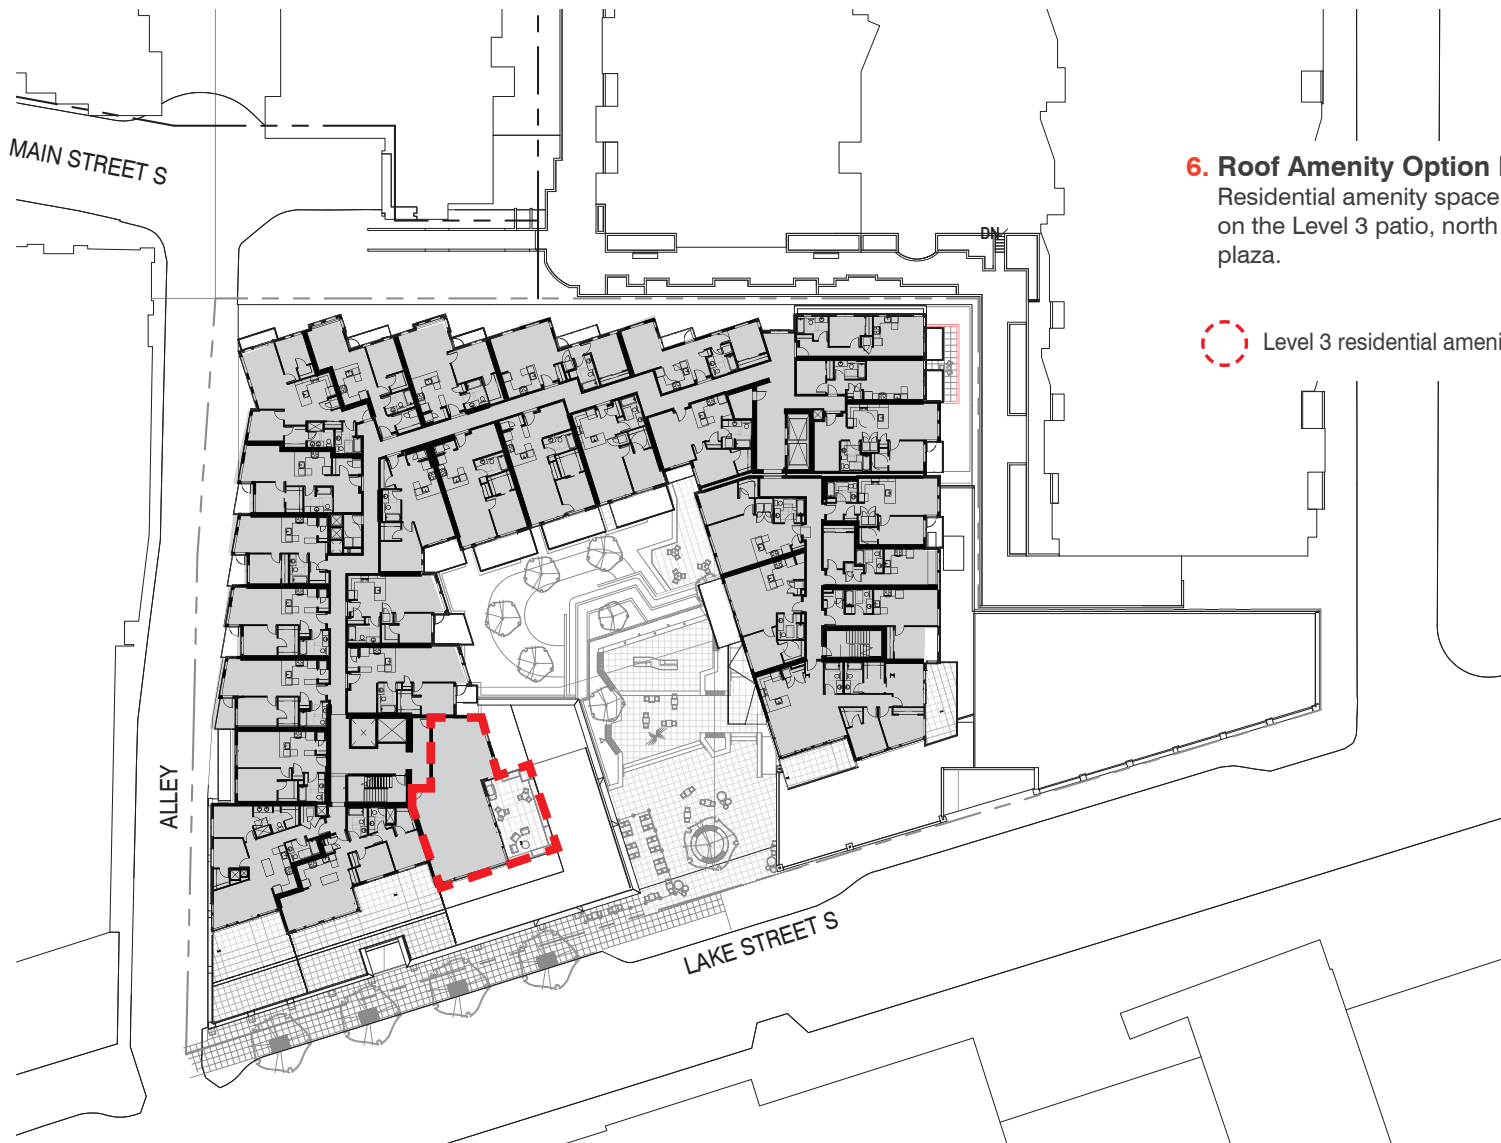 MAIN STREET S
6. Roof Amenity Option
Residential amenity space
on the Level 3 patio, north
plaza.
DN
Level 3 residential
ALLEY
LAKE STREET S